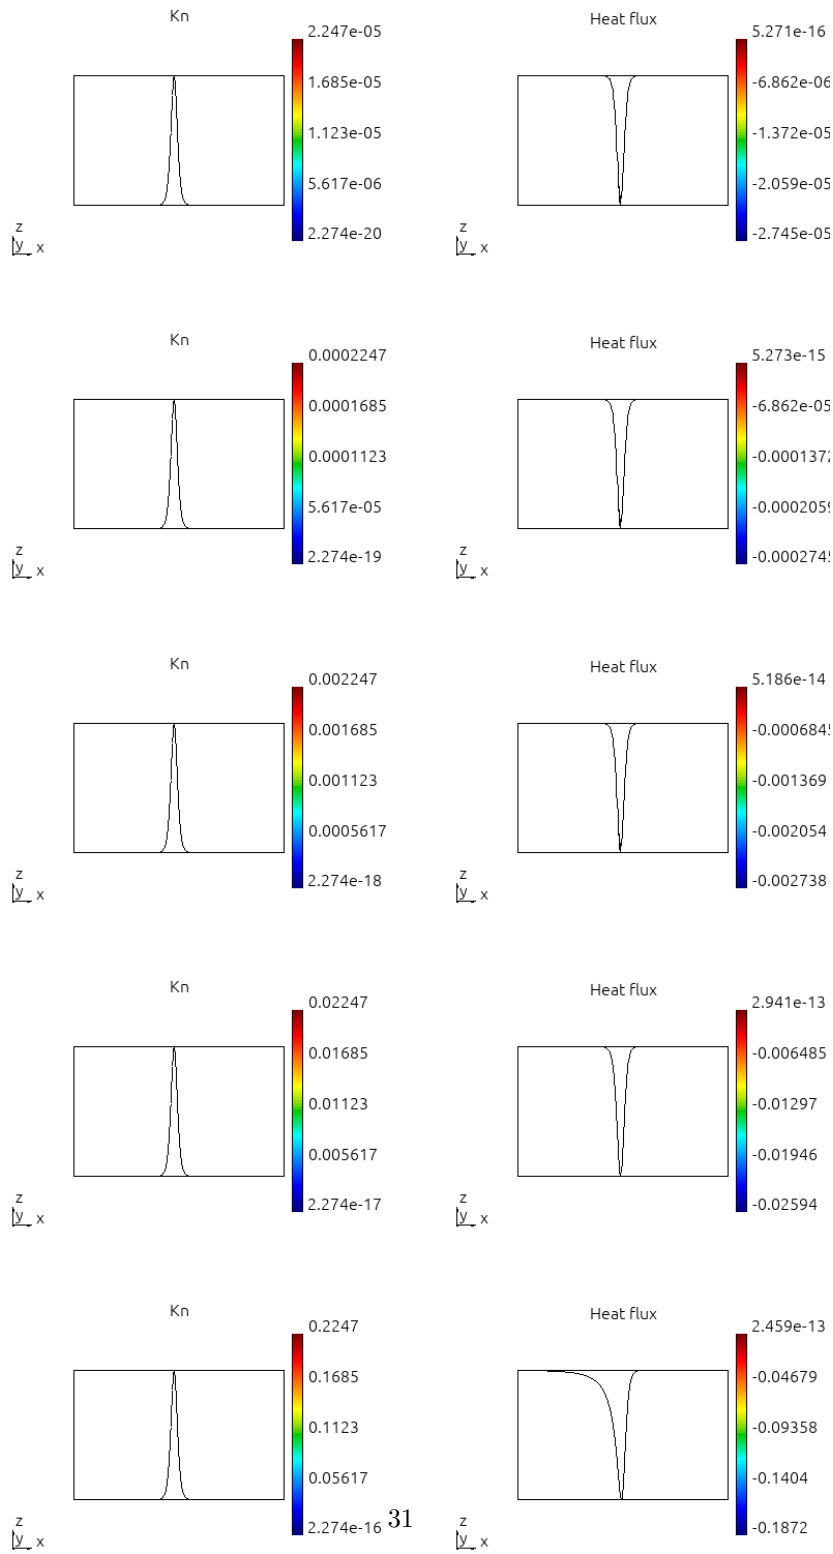 Kn
2.247e-05
1.685e-05
1.123e-05
5.617e-06
2.274e-20
z
y x
Heat flux
5.271e-16
-6.862e-06
-1.372e-05
-2.059e-05
-2.745e-05
z
y x
Kn
0.0002247
0.0001685
0.0001123
5.617e-05
2.274e-19
z
y x
Heat flux
5.273e-15
-6.862e-05
-0.0001372
-0.0002059
-0.0002745
z
y x
Kn
0.002247
0.001685
0.001123
0.0005617
2.274e-18
z
y x
Heat flux
5.186e-14
-0.0006845
-0.001369
-0.002054
-0.002738
z
y x
Kn
0.02247
0.01685
0.01123
0.005617
2.274e-17
z
y x
Heat flux
2.941e-13
-0.006485
-0.01297
-0.01946
-0.02594
z
y x
Kn
0.2247
0.1685
0.1123
0.05617
2.274e-16
z
y x
Heat flux
2.459e-13
-0.04679
-0.09358
-0.1404
-0.1872
z
y x
31